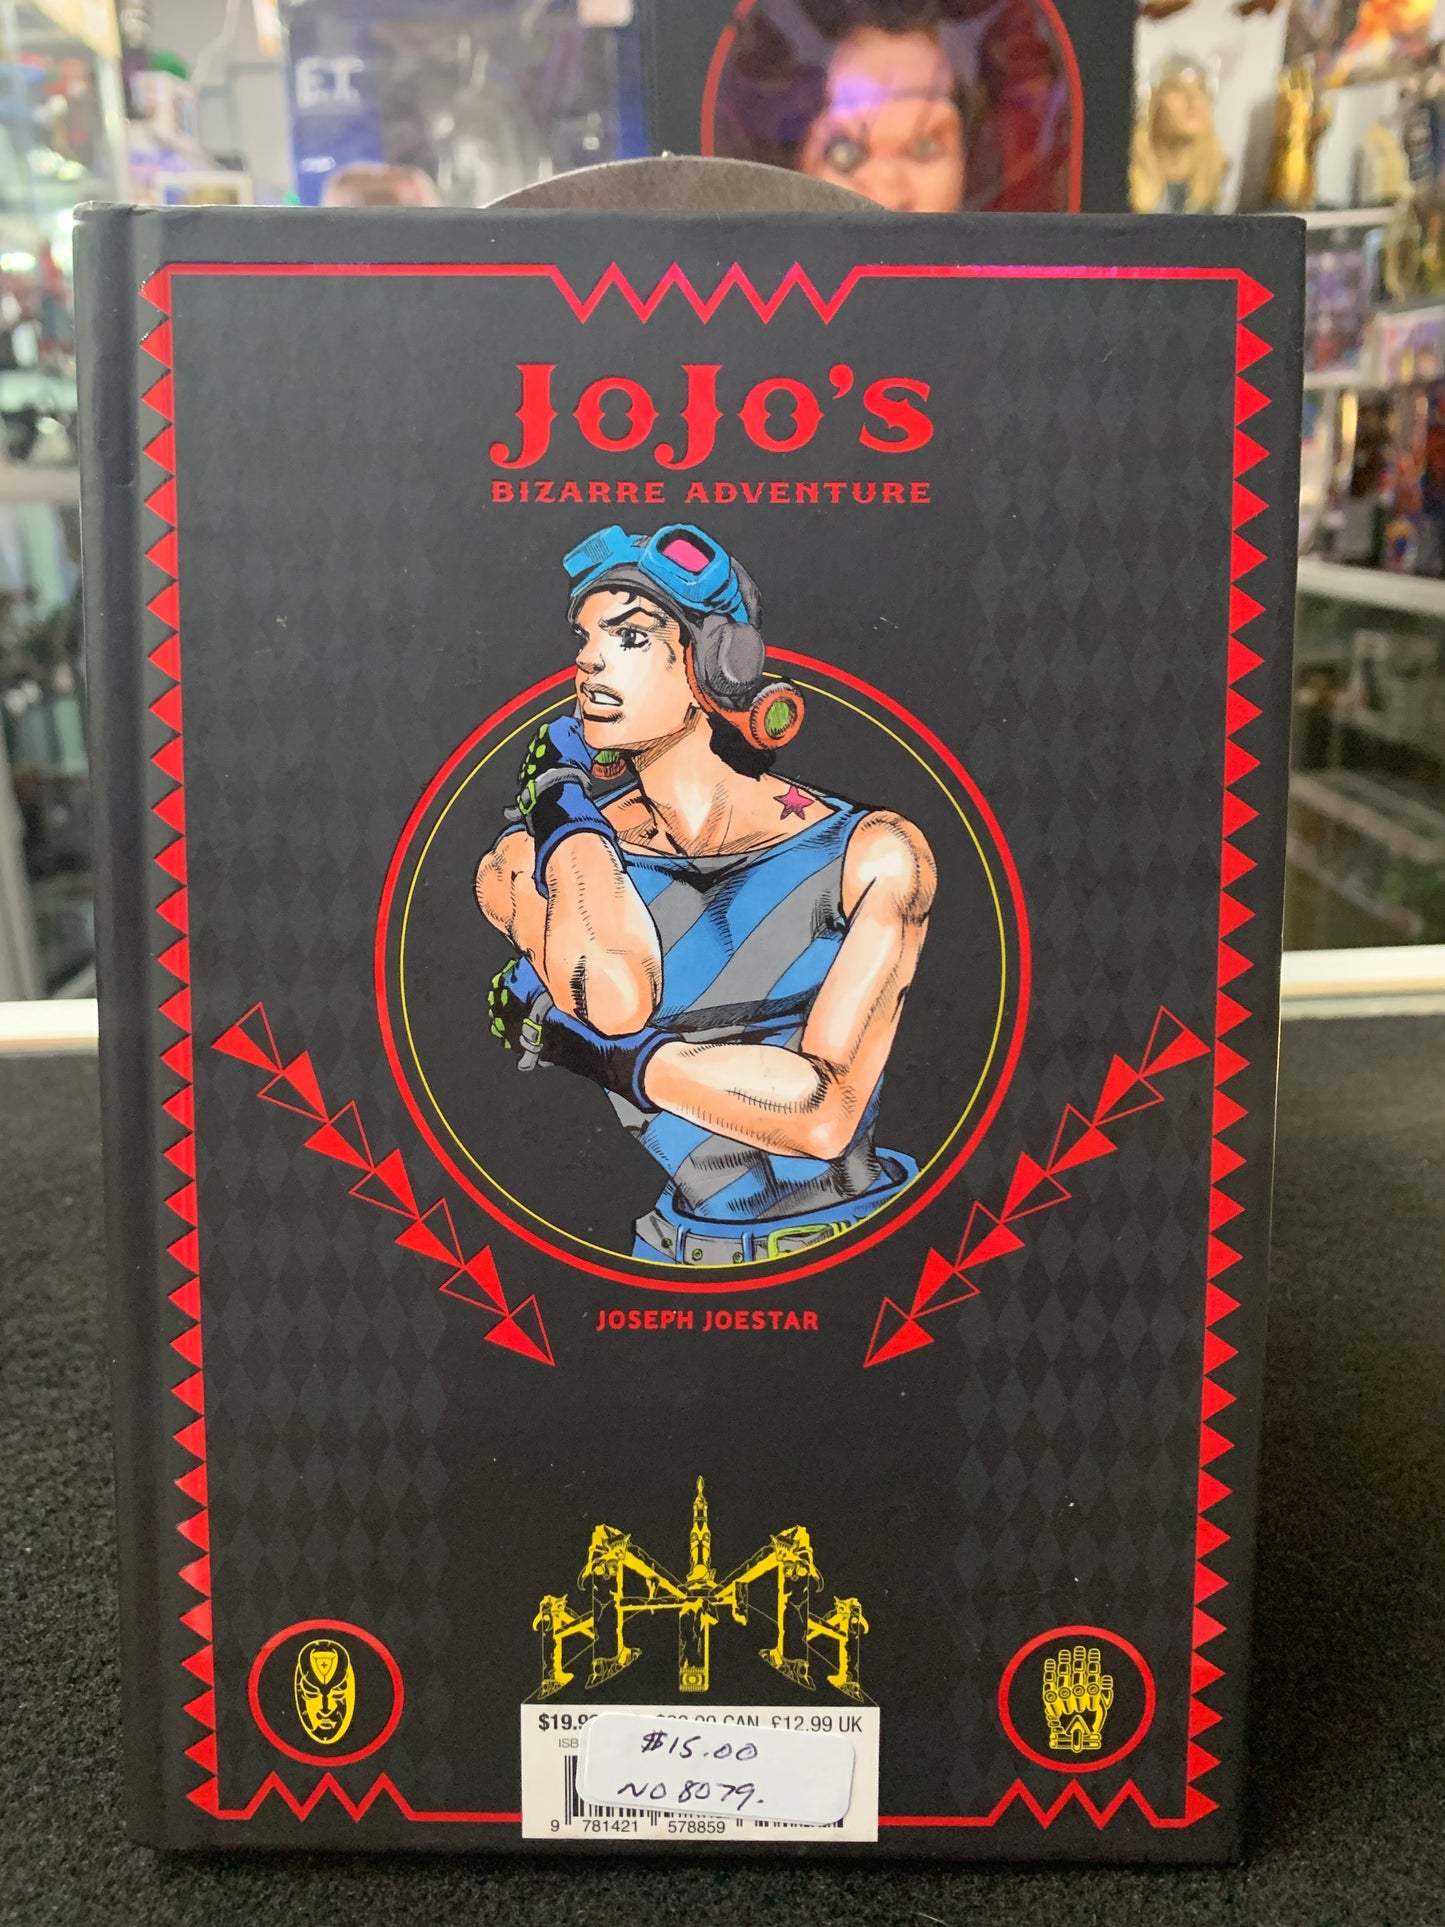 E.T.
JoJo's
BIZARRE ADVENTURE
JOSEPH JOESTAR
$19.9 CAN £12.99 UK
ISB
$15.00
NO 8079.
9 781421 578859